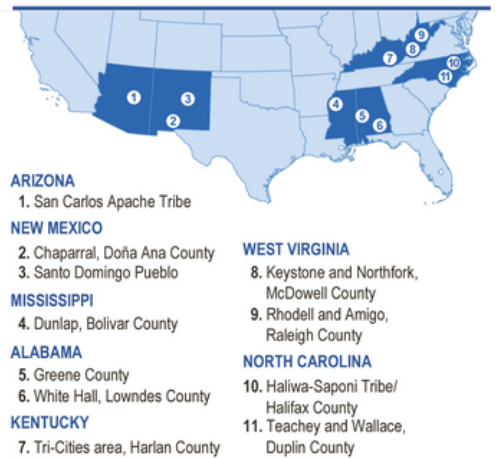 1
2
3
4
5
6
7
8
9
10
11
ARIZONA
1. San Carlos Apache Tribe
NEW MEXICO
2. Chaparral, Doña Ana County
3. Santo Domingo Pueblo
MISSISSIPPI
4. Dunlap, Bolivar County
ALABAMA
5. Greene County
6. White Hall, Lowndes County
KENTUCKY
7. Tri-Cities area, Harlan County
WEST VIRGINIA
8. Keystone and Northfork,
McDowell County
9. Rhodell and Amigo,
Raleigh County
NORTH CAROLINA
10. Haliwa-Saponi Tribe/
Halifax County
11. Teachey and Wallace,
Duplin County